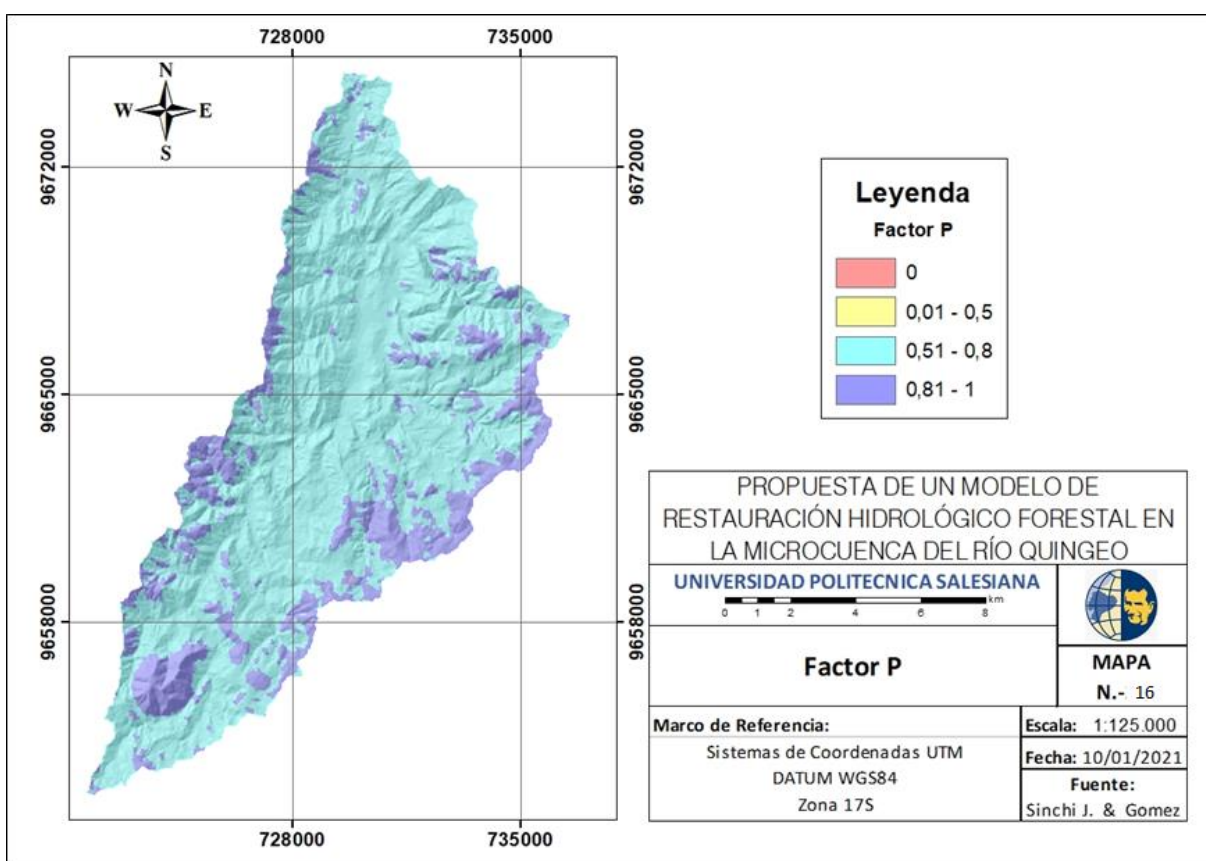 728000
735000
N
W
E
S
9672000
9672000
9665000
9665000
9658000
9658000
728000
735000
Leyenda
Factor P
0
0,01 - 0,5
0,51 - 0,8
0,81 - 1
PROPUESTA DE UN MODELO DE
RESTAURACIÓN HIDROLÓGICO FORESTAL EN
LA MICROCUENCA DEL RÍO QUINGEO
UNIVERSIDAD POLITECNICA SALESIANA
km
0 1 2 4 6 8
Factor P
MAPA
N.- 16
Marco de Referencia:
Sistemas de Coordenadas UTM
DATUM WGS84
Zona 17S
Escala: 1:125.000
Fecha: 10/01/2021
Fuente:
Sinchi J. & Gomez